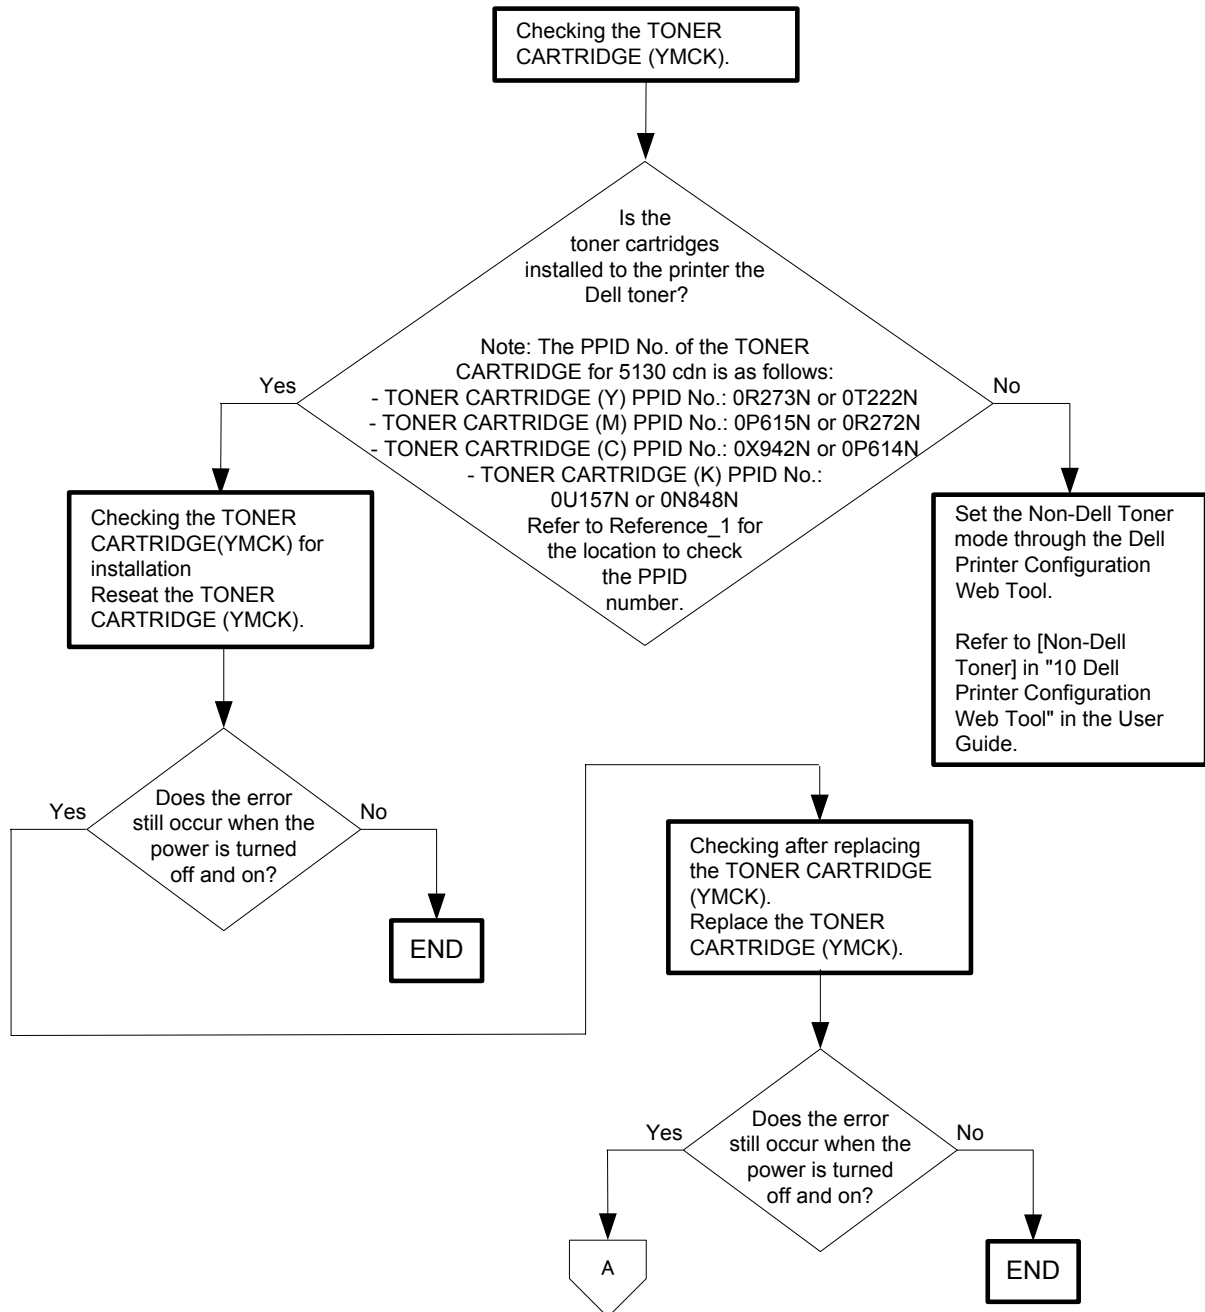 Checking the TONER
CARTRIDGE (YMCK).
Is the
toner cartridges
installed to the printer the
Dell toner?
Note: The PPID No. of the TONER
CARTRIDGE for 5130 cdn is as follows:
- TONER CARTRIDGE (Y) PPID No.: 0R273N or 0T222N
- TONER CARTRIDGE (M) PPID No.: 0P615N or 0R272N
- TONER CARTRIDGE (C) PPID No.: 0X942N or 0P614N
- TONER CARTRIDGE (K) PPID No.:
0U157N or 0N848N
Refer to Reference_1 for
the location to check
the PPID
number.
Yes
No
Checking the TONER
CARTRIDGE(YMCK) for
installation
Reseat the TONER
CARTRIDGE (YMCK).
Set the Non-Dell Toner
mode through the Dell
Printer Configuration
Web Tool.
Refer to [Non-Dell
Toner] in "10 Dell
Printer Configuration
Web Tool" in the User
Guide.
Yes
Does the error
still occur when the
power is turned
off and on?
No
END
Checking after replacing
the TONER CARTRIDGE
(YMCK).
Replace the TONER
CARTRIDGE (YMCK).
Yes
Does the error
still occur when the
power is turned
off and on?
No
A
END